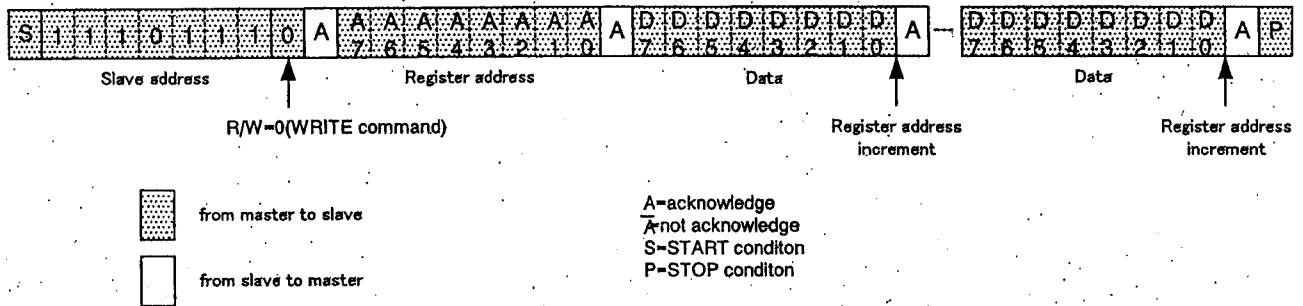 S 1 1 1 0 1 1 1 0 A A7 A6 A5 A4 A3 A2 A1 A0 A D7 D6 D5 D4 D3 D2 D1 D0 A D7 D6 D5 D4 D3 D2 D1 D0 A P
Slave address Register address Data Data
R/W=0(WRITE command)
Register address increment
Register address increment
from master to slave
from slave to master
A=acknowledge
A̅=not acknowledge
S=START conditon
P=STOP conditon